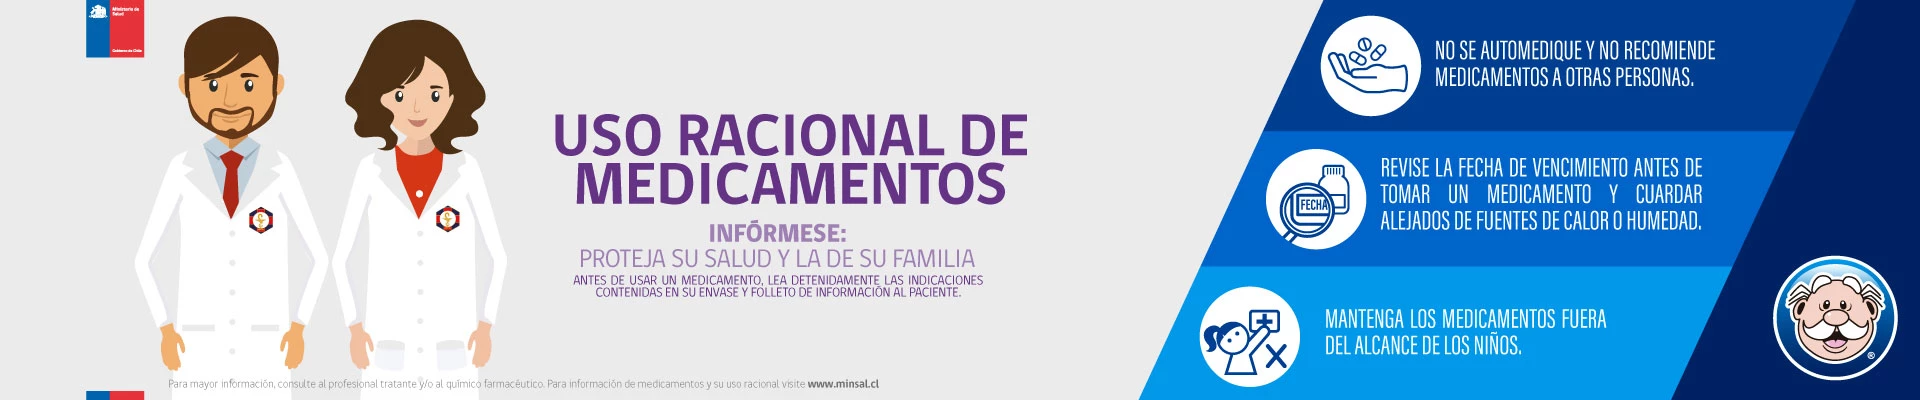 Ministerio de
Salud
Gobierno de Chile
USO RACIONAL DE
MEDICAMENTOS
INFÓRMESE:
PROTEJA SU SALUD Y LA DE SU FAMILIA
ANTES DE USAR UN MEDICAMENTO, LEA DETENIDAMENTE LAS INDICACIONES
CONTENIDAS EN SU ENVASE Y FOLLETO DE INFORMACIÓN AL PACIENTE.
Para mayor información, consulte al profesional tratante y/o al químico farmacéutico. Para información de medicamentos y su uso racional visite www.minsal.cl
NO SE AUTOMEDIQUE Y NO RECOMIENDE
MEDICAMENTOS A OTRAS PERSONAS.
FECHA
REVISE LA FECHA DE VENCIMIENTO ANTES DE
TOMAR UN MEDICAMENTO Y CUARDAR
ALEJADOS DE FUENTES DE CALOR O HUMEDAD.
MANTENGA LOS MEDICAMENTOS FUERA
DEL ALCANCE DE LOS NIÑOS.
®